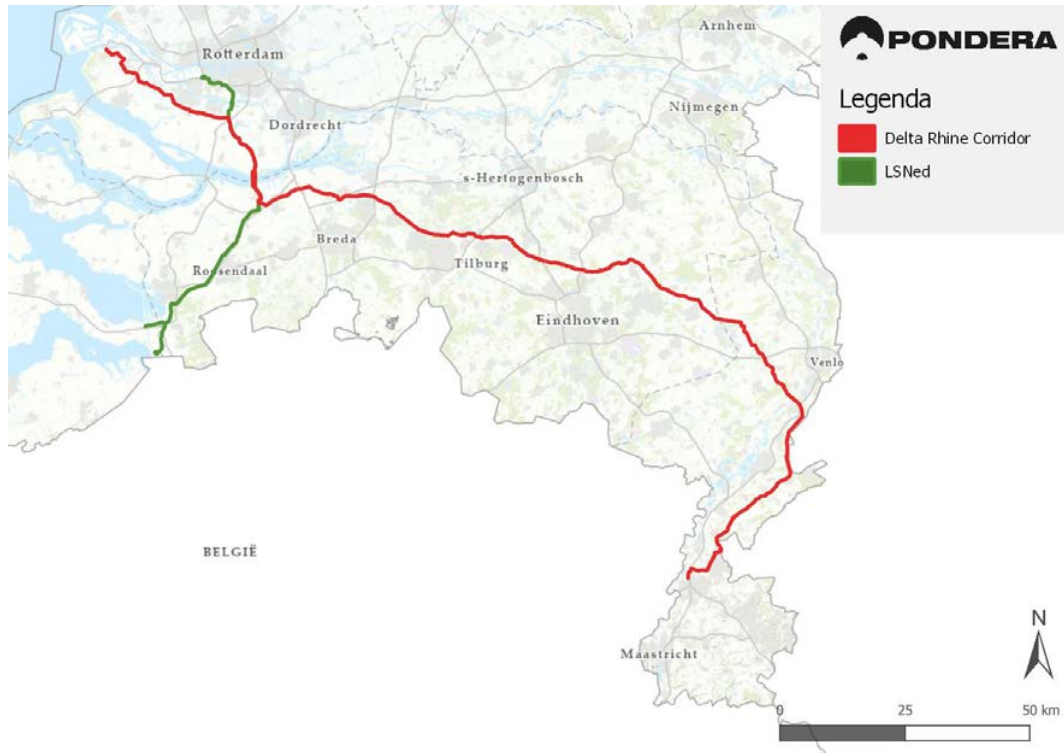 Arnhem
PONDERA
Rotterdam
Legenda
Nijmegen
Dordrecht
Delta Rhine Corridor
LSNed
's-Hertogenbosch
Breda
Tilburg
Roosendaal
Eindhoven
Venlo
BELGIË
N
Maastricht
0 25 50 km